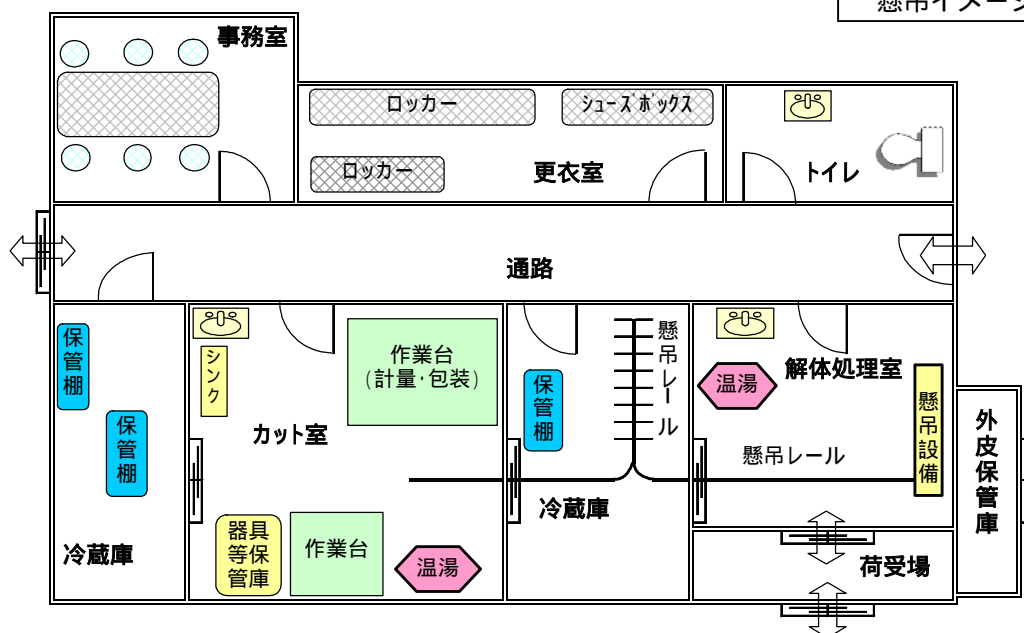 懸吊イメージ
事務室
ロッカー
シューズボックス
ロッカー
更衣室
トイレ
通路
保管棚
保管棚
冷蔵庫
シンク
カット室
作業台
(計量・包装)
器具
等保
管庫
作業台
温湯
保管棚
懸吊レール
冷蔵庫
温湯
解体処理室
懸吊レール
懸吊設備
荷受場
外皮保管庫